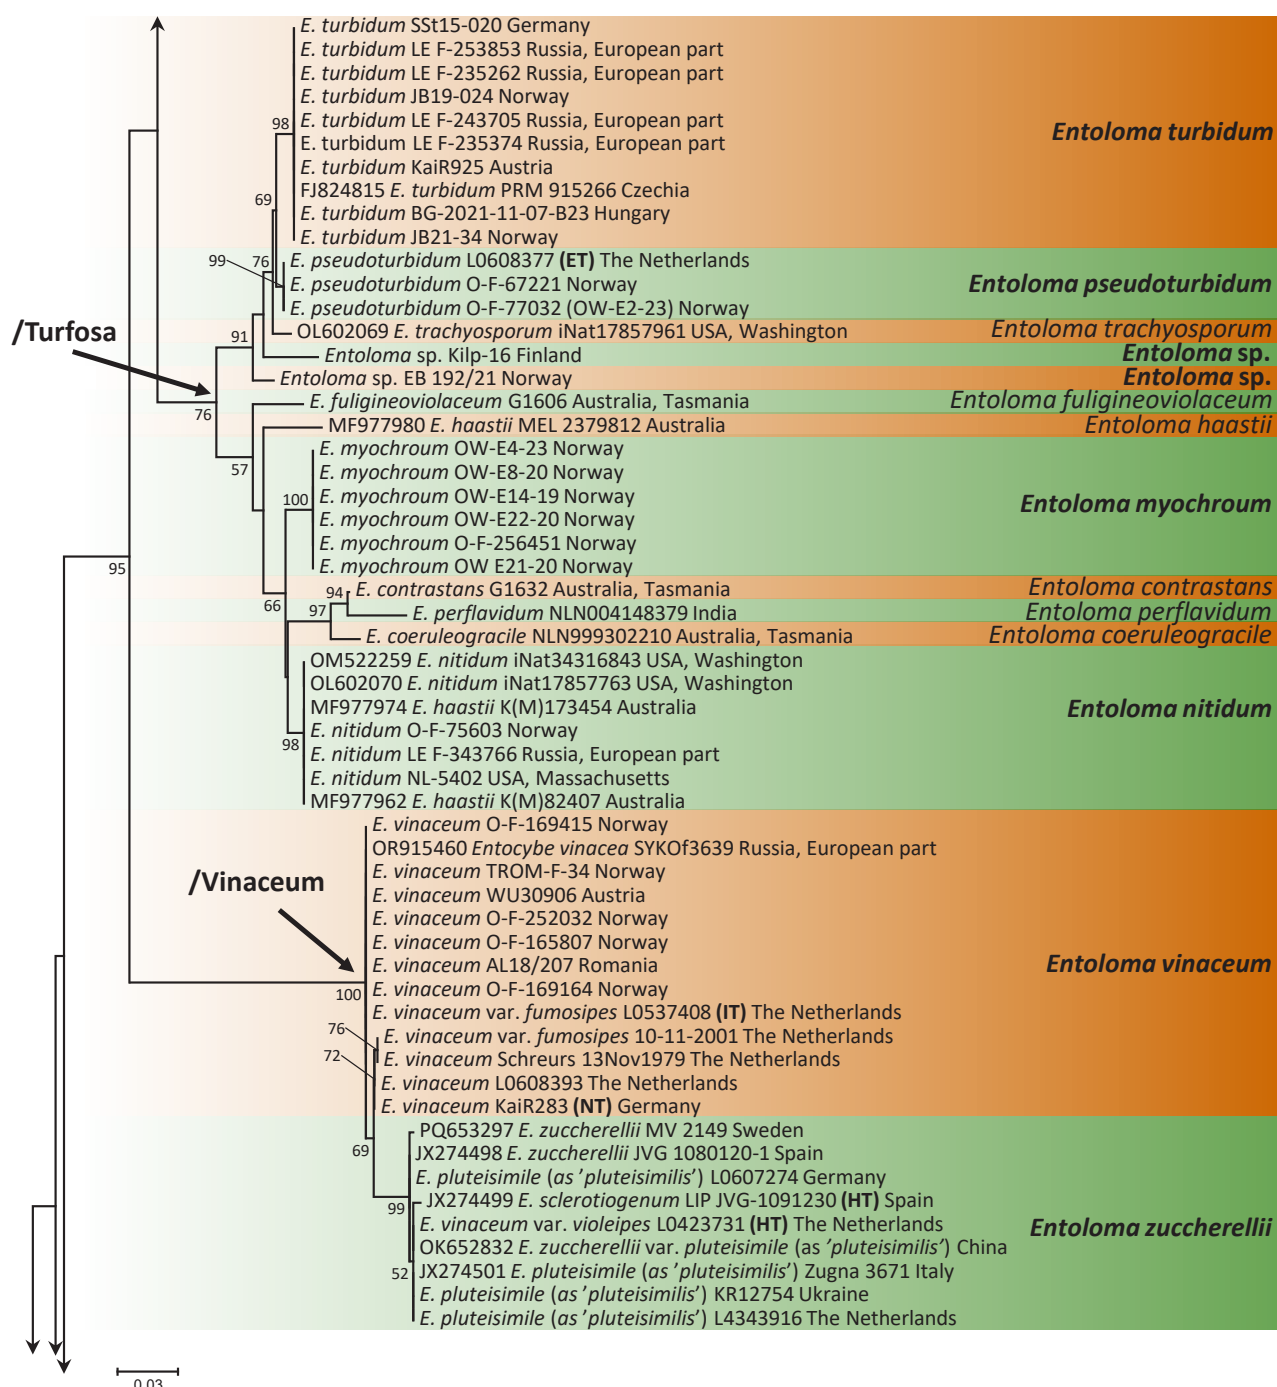 E. turbidum SSt15-020 Germany
E. turbidum LE F-253853 Russia, European part
E. turbidum LE F-235262 Russia, European part
E. turbidum JB19-024 Norway
98 E. turbidum LE F-243705 Russia, European part
Entoloma turbidum
E. turbidum LE F-235374 Russia, European part
E. turbidum KaiR925 Austria
FJ824815 E. turbidum PRM 915266 Czechia
69
E. turbidum BG-2021-11-07-B23 Hungary
E. turbidum JB21-34 Norway
99 76 E. pseudoturbidum L0608377 (ET) The Netherlands
E. pseudoturbidum O-F-67221 Norway Entoloma pseudoturbidum
E. pseudoturbidum O-F-77032 (OW-E2-23) Norway
/Turfosa
91 OL602069 E. trachyosporum iNat17857961 USA, Washington Entoloma trachyosporum
Entoloma sp. Kilp-16 Finland Entoloma sp.
Entoloma sp. EB 192/21 Norway Entoloma sp.
E. fuligineoviolaceum G1606 Australia, Tasmania Entoloma fuligineoviolaceum
76
MF977980 E. haastii MEL 2379812 Australia Entoloma haastii
E. myochroum OW-E4-23 Norway
57 E. myochroum OW-E8-20 Norway
100 E. myochroum OW-E14-19 Norway Entoloma myochroum
E. myochroum OW-E22-20 Norway
E. myochroum O-F-256451 Norway
95 E. myochroum OW E21-20 Norway
94 E. contrastans G1632 Australia, Tasmania Entoloma contrastans
66 97 E. perflavidum NLN004148379 India Entoloma perflavidum
E. coeruleogracile NLN999302210 Australia, Tasmania Entoloma coeruleogracile
OM522259 E. nitidum iNat34316843 USA, Washington
OL602070 E. nitidum iNat17857763 USA, Washington
MF977974 E. haastii K(M)173454 Australia Entoloma nitidum
E. nitidum O-F-75603 Norway
98 E. nitidum LE F-343766 Russia, European part
E. nitidum NL-5402 USA, Massachusetts
MF977962 E. haastii K(M)82407 Australia
E. vinaceum O-F-169415 Norway
OR915460 Entocybe vinacea SYKOf3639 Russia, European part
/Vinaceum
E. vinaceum TROM-F-34 Norway
E. vinaceum WU30906 Austria
E. vinaceum O-F-252032 Norway
E. vinaceum O-F-165807 Norway
E. vinaceum AL18/207 Romania Entoloma vinaceum
100 E. vinaceum O-F-169164 Norway
E. vinaceum var. fumosipes L0537408 (IT) The Netherlands
76 E. vinaceum var. fumosipes 10-11-2001 The Netherlands
72 E. vinaceum Schreurs 13Nov1979 The Netherlands
E. vinaceum L0608393 The Netherlands
E. vinaceum KaiR283 (NT) Germany
PQ653297 E. zuccherellii MV 2149 Sweden
69 JX274498 E. zuccherellii JVG 1080120-1 Spain
E. pluteisimile (as ’pluteisimilis’) L0607274 Germany
99 JX274499 E. sclerotiogenum LIP JVG-1091230 (HT) Spain
E. vinaceum var. violeipes L0423731 (HT) The Netherlands Entoloma zuccherellii
OK652832 E. zuccherellii var. pluteisimile (as ’pluteisimilis’) China
52 JX274501 E. pluteisimile (as ’pluteisimilis’) Zugna 3671 Italy
E. pluteisimile (as ’pluteisimilis’) KR12754 Ukraine
E. pluteisimile (as ’pluteisimilis’) L4343916 The Netherlands
0.03